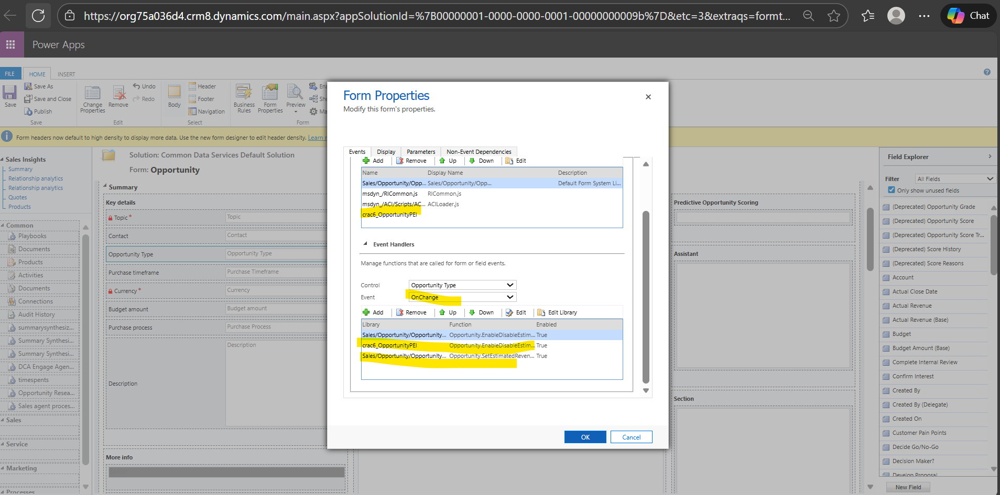 https://org75a036d4.crm8.dynamics.com/main.aspx?appSolutionId=%7B00000001-0000-0000-0001-00000000009b%7D&etc=3&extraqs=formt...
Chat
Power Apps
FILE
HOME
INSERT
Save
Save As
Save and Close
Publish
Save
Change Properties
Remove
Undo
Redo
Edit
Body
Header
Footer
Navigation
Select
Business Rules
Form Properties
Preview
Ena
Sho
Ma
Form
Form headers now default to high density to display more data. Use the new form designer to edit header density. Learn
Sales Insights
Summary
Relationship analytics
Relationship analytics
Quotes
Products
Common
Playbooks
Documents
Products
Activities
Documents
Connections
Audit History
summarysynthesiz...
Summary Synthesi...
Summary Synthesi...
DCA Engage Agen...
timespents
Opportunity Resea...
Sales agent proces...
Sales
Service
Marketing
Processes
Solution: Common Data Services Default Solution
Form: Opportunity
Summary
Key details
Topic *
Topic
Contact
Contact
Opportunity Type
Opportunity Type
Purchase timeframe
Purchase Timeframe
Currency *
Currency
Budget amount
Budget amount
Purchase process
Purchase Process
Description
Description
More info
Form Properties
Modify this form's properties.
Events
Display
Parameters
Non-Event Dependencies
Add
Remove
Up
Down
Edit
Name Display Name Description
Sales/Opportunity/Opp... Sales/Opportunity/Opp... Default Form System Li...
msdyn_/RICommon.js RICommon.js
msdyn_/ACI/Scripts/AC... ACILoader.js
crac6_OpportunityPEI
Event Handlers
Manage functions that are called for form or field events.
Control Opportunity Type
Event OnChange
Add
Remove
Up
Down
Edit
Edit Library
Library Function Enabled
Sales/Opportunity/Opportunity... Opportunity.EnableDisableEstim... True
crac6_OpportunityPEI Opportunity.EnableDisableEstim... True
Sales/Opportunity/Opportunity... Opportunity.SetEstimatedReven... True
OK
Cancel
Predictive Opportunity Scoring
Assistant
Section
Field Explorer
Filter All Fields
Only show unused fields
(Deprecated) Opportunity Grade
(Deprecated) Opportunity Score
(Deprecated) Opportunity Score Tr...
(Deprecated) Score History
(Deprecated) Score Reasons
Account
Actual Close Date
Actual Revenue
Actual Revenue (Base)
Budget
Budget Amount (Base)
Complete Internal Review
Confirm Interest
Created By
Created By (Delegate)
Created On
Customer Pain Points
Decide Go/No-Go
Decision Maker?
Develop Proposal
New Field